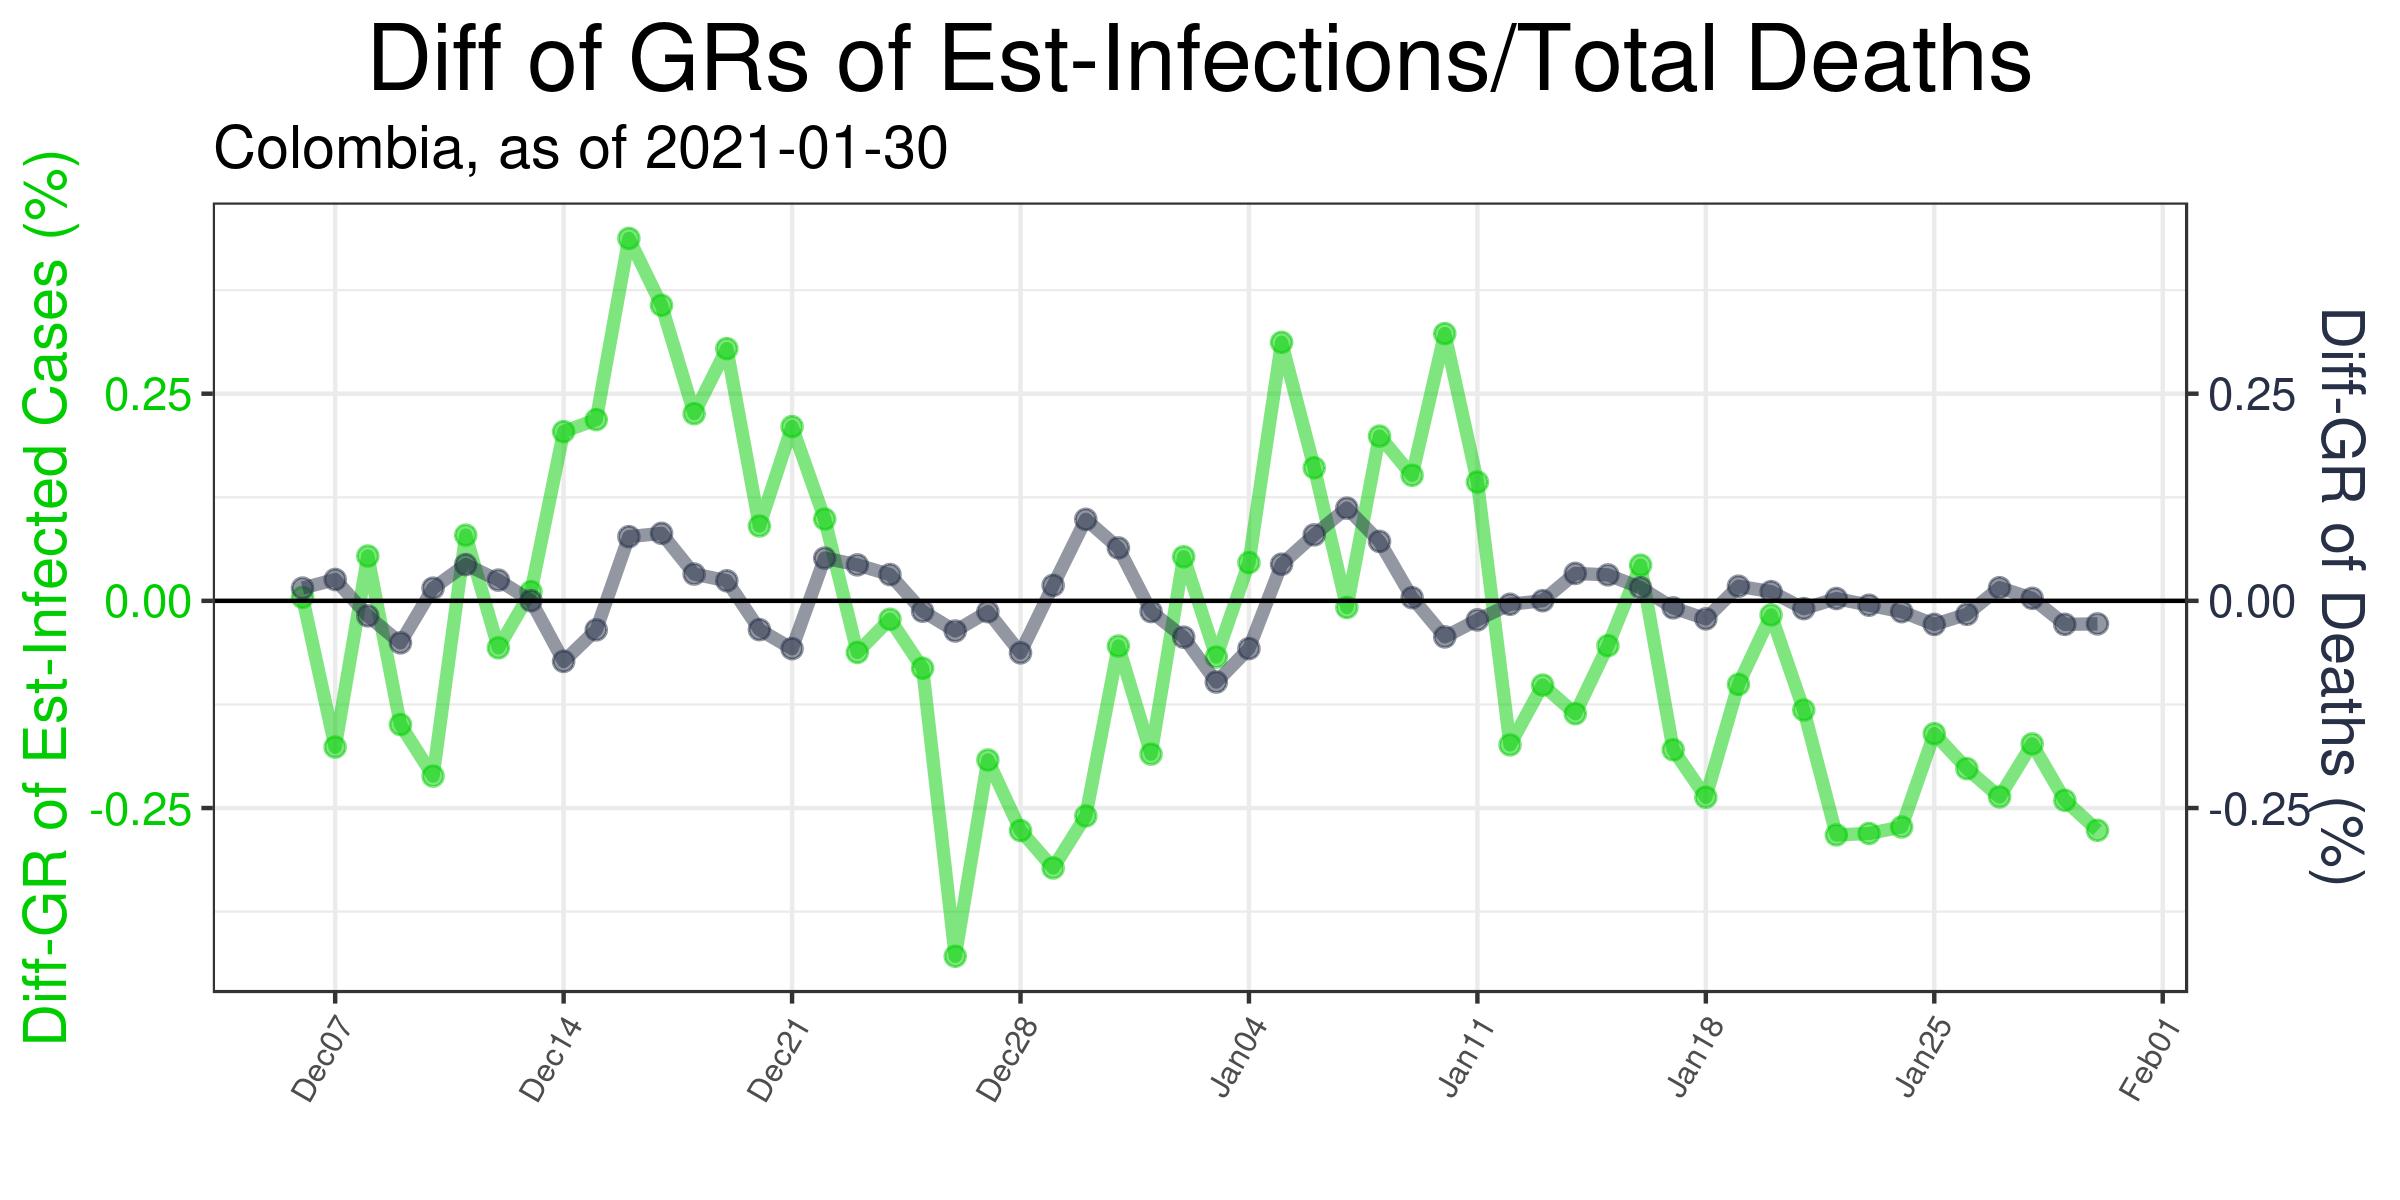 Diff of GRs of Est-Infections/Total Deaths
Colombia, as of 2021-01-30
Diff-GR of Est-Infected Cases (%)
0.25
0.00
-0.25
0.25
0.00
-0.25
Diff-GR of Deaths (%)
Dec07
Dec14
Dec21
Dec28
Jan04
Jan11
Jan18
Jan25
Feb01